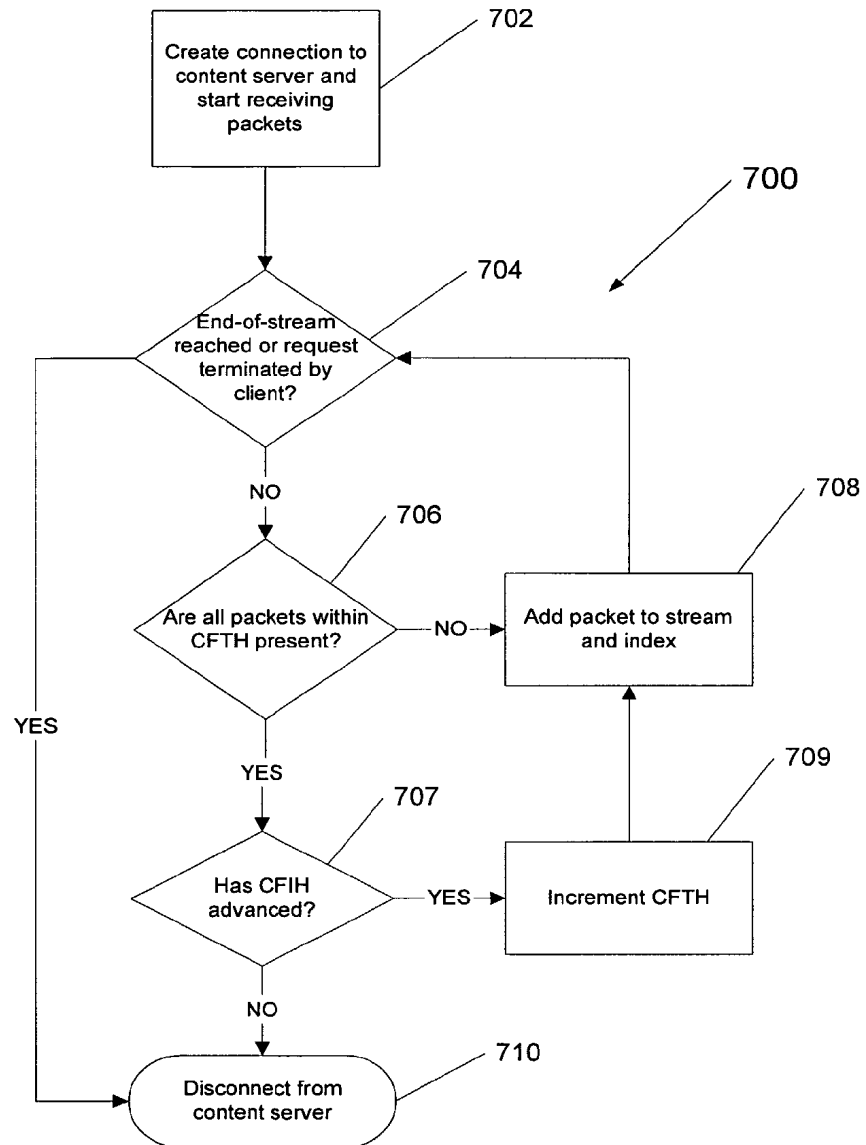 702
Create connection to
content server and
start receiving
packets
700
704
End-of-stream
reached or request
terminated by
client?
NO
706
708
Are all packets within
CFTH present?
NO
Add packet to stream
and index
YES
YES
707
709
Has CFIH
advanced?
YES
Increment CFTH
NO
710
Disconnect from
content server